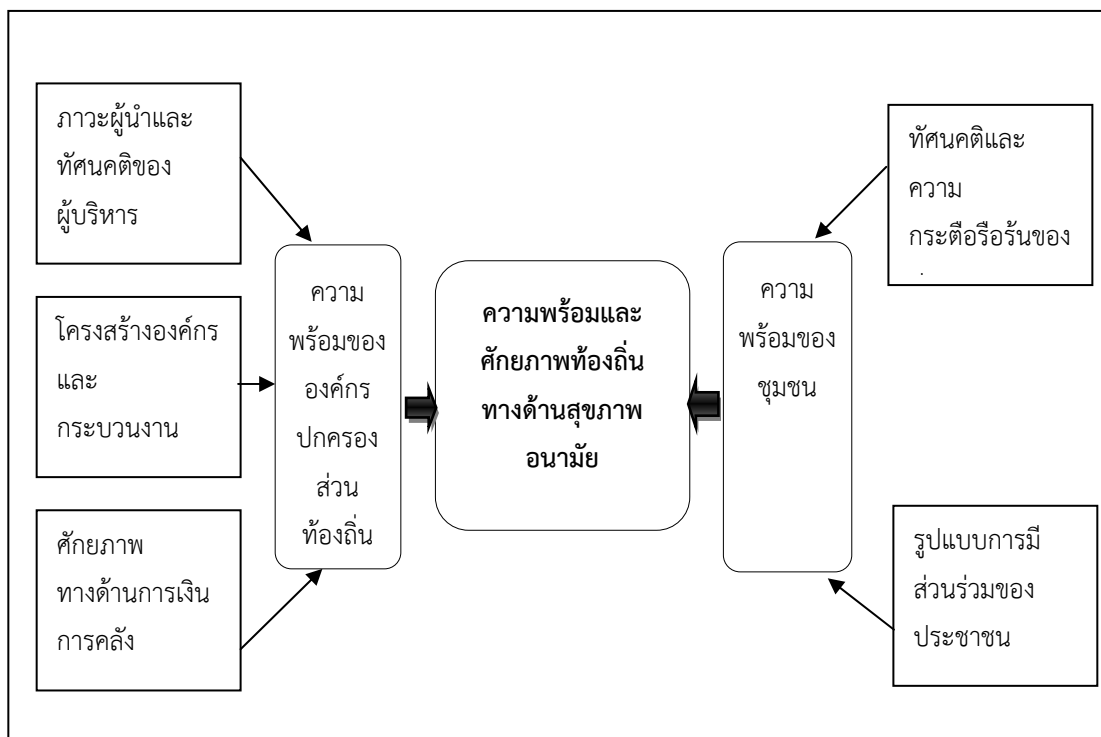 ภาวะผู้นำและ
ทัศนคติของ
ผู้บริหาร
โครงสร้างองค์กร
และ
กระบวนงาน
ศักยภาพ
ทางด้านการเงิน
การคลัง
ความ
พร้อมของ
องค์กร
ปกครอง
ส่วน
ท้องถิ่น
ความพร้อมและ
ศักยภาพท้องถิ่น
ทางด้านสุขภาพ
อนามัย
ความ
พร้อมของ
ชุมชน
ทัศนคติและ
ความ
กระตือรือร้นของ
รูปแบบการมี
ส่วนร่วมของ
ประชาชน